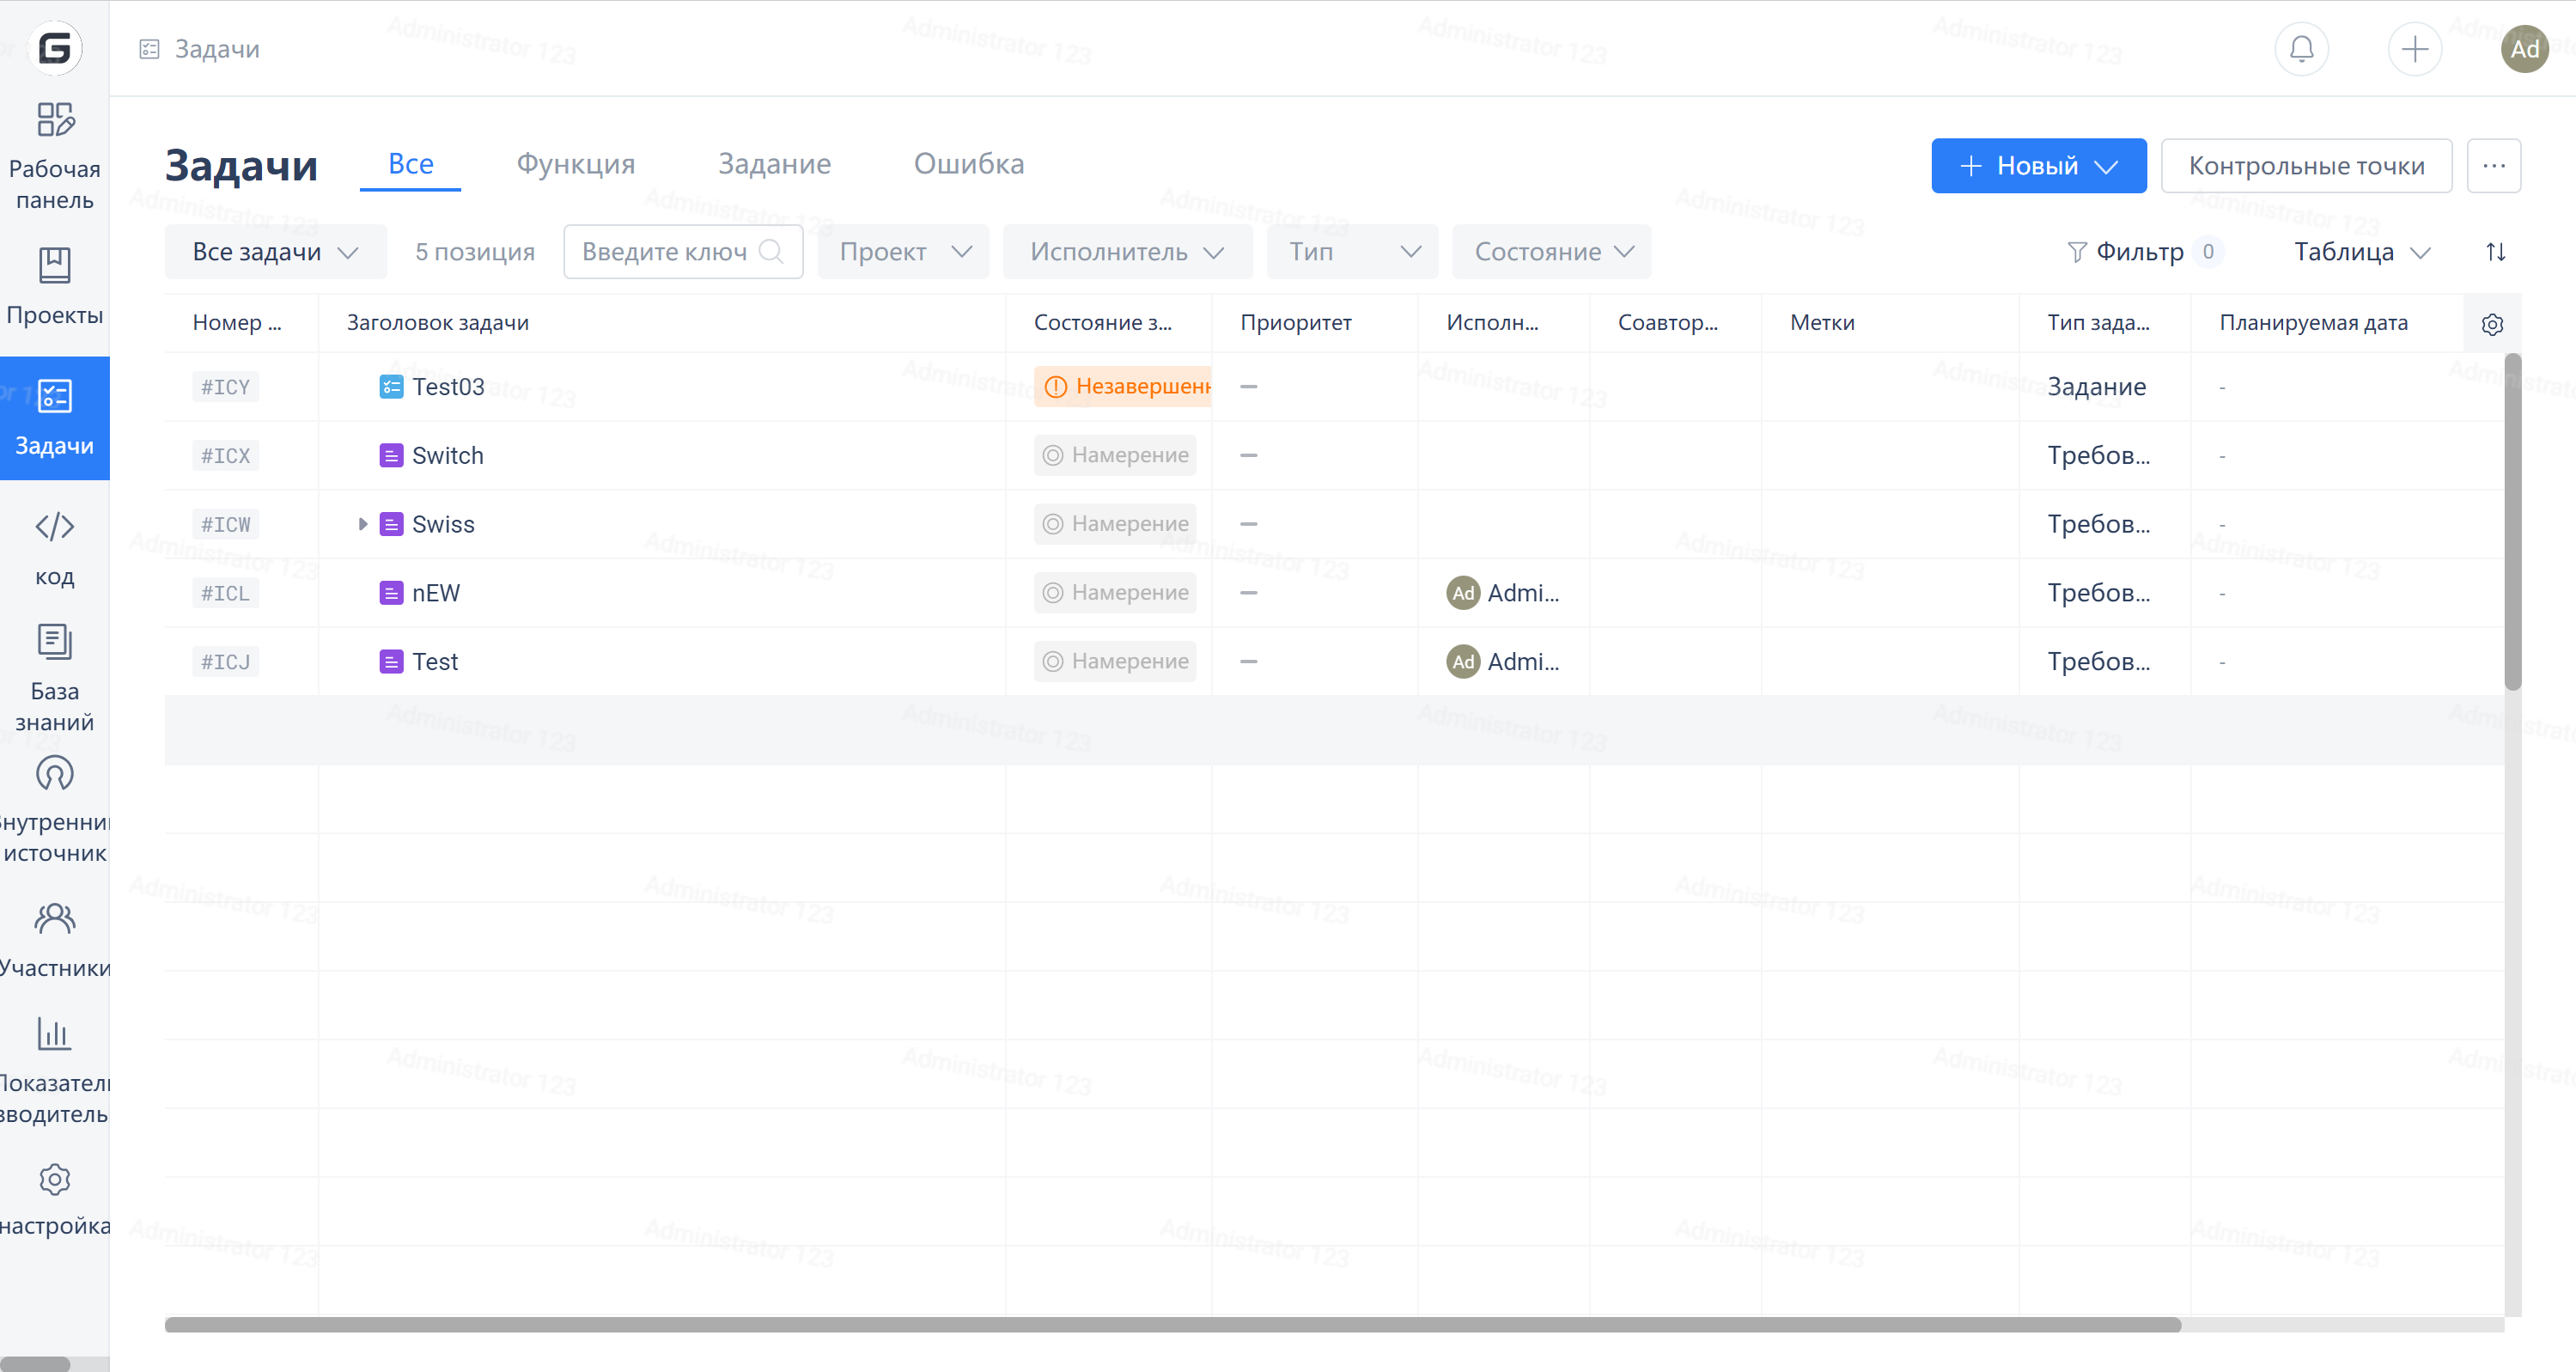 Задачи
Ad
Рабочая
панель
Проекты
Задачи
код
База
знаний
нутренни
источник
Участники
Показател
зводитель
настройка
Задачи
Все
Функция
Задание
Ошибка
Новый
Контрольные точки
Все задачи
5 позиция
Введите ключ
Проект
Исполнитель
Тип
Состояние
Фильтр
0
Таблица
Номер ...
Заголовок задачи
Состояние з...
Приоритет
Исполн...
Соавтор...
Метки
Тип зада...
Планируемая дата
#ICY
Test03
Незавершенн
Задание
-
#ICX
Switch
Намерение
Требов...
-
#ICW
Swiss
Намерение
Требов...
-
#ICL
nEW
Намерение
Ad
Admi...
Требов...
-
#ICJ
Test
Намерение
Ad
Admi...
Требов...
-
Administrator 123